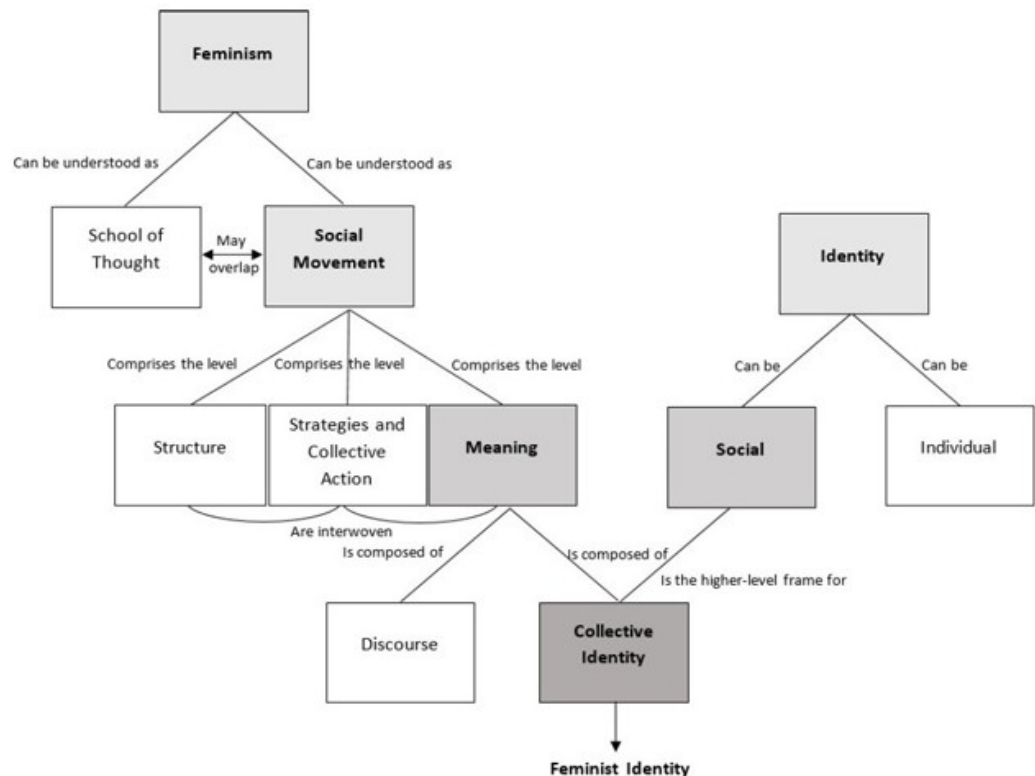 Feminism
Can be understood as
Can be understood as
School of
Thought
May
overlap
Social
Movement
Identity
Comprises the level
Comprises the level
Comprises the level
Can be
Can be
Structure
Strategies and
Collective
Action
Meaning
Social
Individual
Are interwoven
Is composed of
Is composed of
Is the higher-level frame for
Discourse
Collective
Identity
Feminist Identity